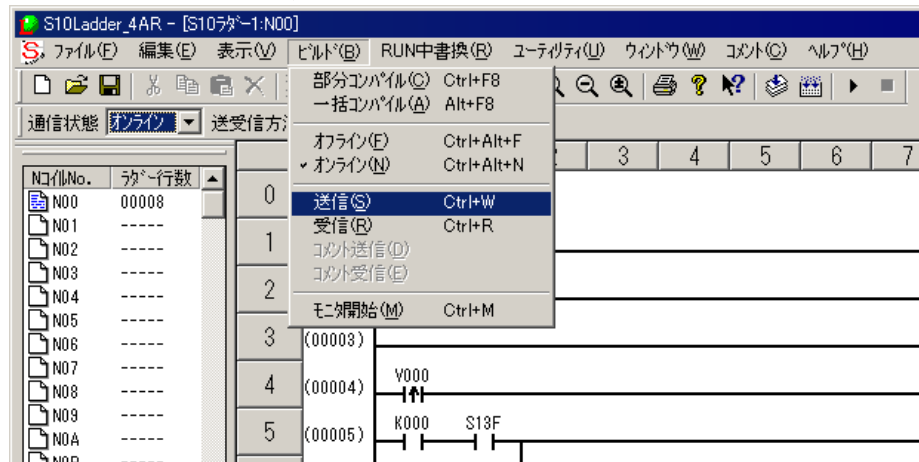 S10Ladder_4AR - [S10ﾗﾀﾞｰ-1:N00]
ﾌｧｲﾙ(F) 編集(E) 表示(V) ﾋﾞﾙﾄﾞ(B) RUN中書換(R) ﾕｰﾃｨﾘﾃｨ(U) ｳｨﾝﾄﾞｳ(W) ｺﾒﾝﾄ(C) ﾍﾙﾌﾟ(H)
部分ｺﾝﾊﾟｲﾙ(C) Ctrl+F8
一括ｺﾝﾊﾟｲﾙ(A) Alt+F8
通信状態 ｵﾝﾗｲﾝ 送受信方
ｵﾌﾗｲﾝ(F) Ctrl+Alt+F
ｵﾝﾗｲﾝ(N) Ctrl+Alt+N
送信(S) Ctrl+W
受信(R) Ctrl+R
ｺﾒﾝﾄ送信(D)
ｺﾒﾝﾄ受信(E)
ﾓﾆﾀ開始(M) Ctrl+M
3 4 5 6 7
NｺｲﾙNo. ﾗﾀﾞｰ行数
N00 00008
N01 -----
N02 -----
N03 -----
N04 -----
N05 -----
N06 -----
N07 -----
N08 -----
N09 -----
N0A -----
0
1
2
3 (00003)
4 (00004) V000
5 (00005) K000 S13F